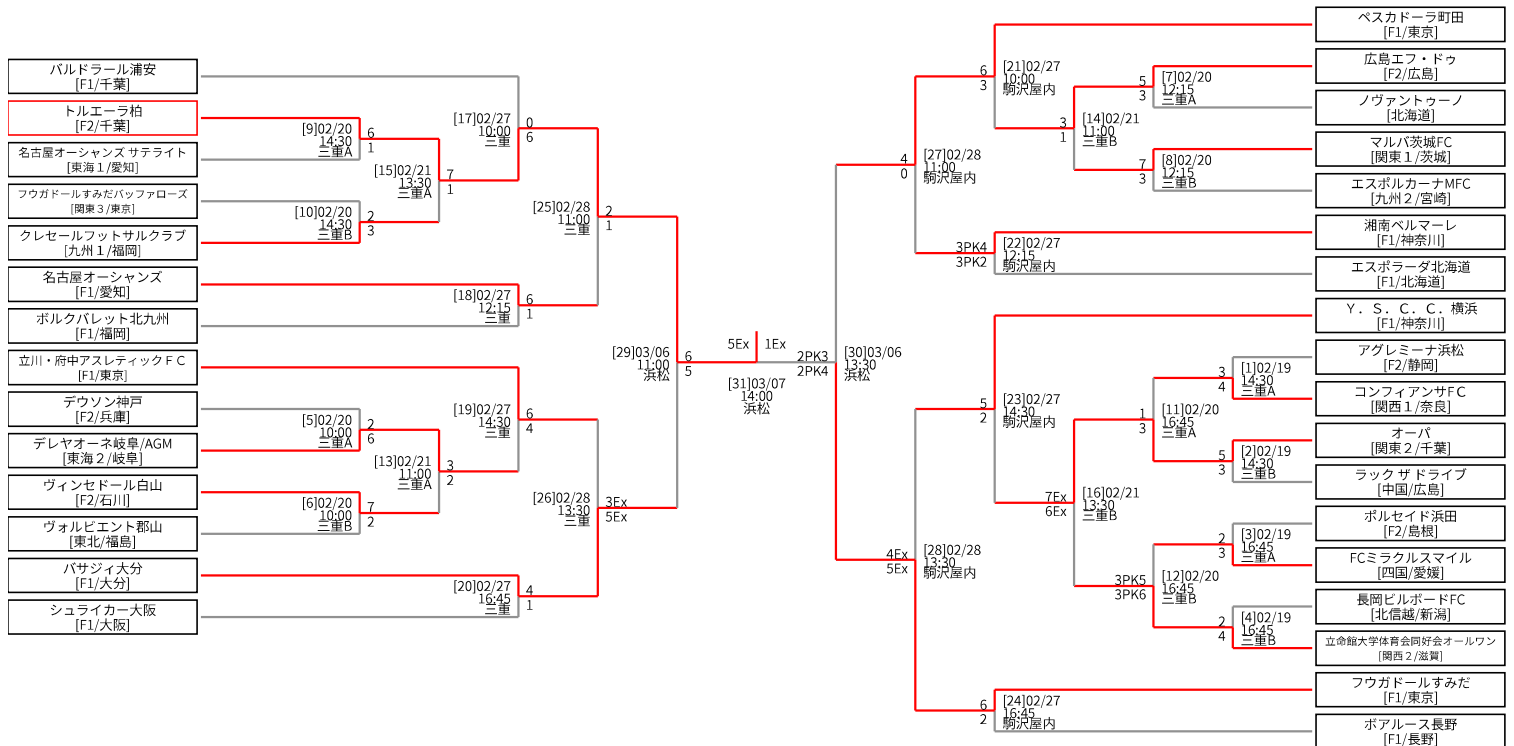 バルドラール浦安
[F1/千葉]
トルエーラ柏
[F2/千葉]
名古屋オーシャンズ サテライト
[東海１/愛知]
フウガドールすみだバッファローズ
[関東３/東京]
クレセールフットサルクラブ
[九州１/福岡]
名古屋オーシャンズ
[F1/愛知]
ボルクバレット北九州
[F1/福岡]
立川・府中アスレティックＦＣ
[F1/東京]
デウソン神戸
[F2/兵庫]
デレヤオーネ岐阜/AGM
[東海２/岐阜]
ヴィンセドール白山
[F2/石川]
ヴォルビエント郡山
[東北/福島]
バサジィ大分
[F1/大分]
シュライカー大阪
[F1/大阪]
[9]02/20
14:30
三重A
6
1
[10]02/20
14:30
三重B
2
3
[5]02/20
10:00
三重A
2
6
[6]02/20
10:00
三重B
7
2
[15]02/21
13:30
三重A
7
1
[13]02/21
11:00
三重A
3
2
[17]02/27
10:00
三重
0
6
[18]02/27
12:15
三重
6
1
[19]02/27
14:30
三重
6
4
[20]02/27
16:45
三重
4
1
[25]02/28
11:00
三重
2
1
[26]02/28
13:30
三重
3Ex
5Ex
[29]03/06
11:00
浜松
6
5
5Ex
1Ex
[31]03/07
14:00
浜松
2PK3
2PK4
[30]03/06
13:30
浜松
4
0
[27]02/28
11:00
駒沢屋内
4Ex
5Ex
[28]02/28
13:30
駒沢屋内
6
3
[21]02/27
10:00
駒沢屋内
3PK4
3PK2
[22]02/27
12:15
駒沢屋内
5
2
[23]02/27
14:30
駒沢屋内
6
2
[24]02/27
16:45
駒沢屋内
3
1
[14]02/21
11:00
三重B
7Ex
6Ex
[16]02/21
13:30
三重B
5
3
[7]02/20
12:15
三重A
7
3
[8]02/20
12:15
三重B
1
3
[11]02/20
16:45
三重A
3PK5
3PK6
[12]02/20
16:45
三重B
3
4
[1]02/19
14:30
三重A
5
3
[2]02/19
14:30
三重B
2
3
[3]02/19
16:45
三重A
2
4
[4]02/19
16:45
三重B
ペスカドーラ町田
[F1/東京]
広島エフ・ドゥ
[F2/広島]
ノヴァントゥーノ
[北海道]
マルバ茨城FC
[関東１/茨城]
エスポルカーナMFC
[九州２/宮崎]
湘南ベルマーレ
[F1/神奈川]
エスポラーダ北海道
[F1/北海道]
Ｙ．Ｓ．Ｃ．Ｃ．横浜
[F1/神奈川]
アグレミーナ浜松
[F2/静岡]
コンフィアンサＦＣ
[関西１/奈良]
オーパ
[関東２/千葉]
ラック ザ ドライブ
[中国/広島]
ポルセイド浜田
[F2/島根]
FCミラクルスマイル
[四国/愛媛]
長岡ビルボードFC
[北信越/新潟]
立命館大学体育会同好会オールワン
[関西２/滋賀]
フウガドールすみだ
[F1/東京]
ボアルース長野
[F1/長野]